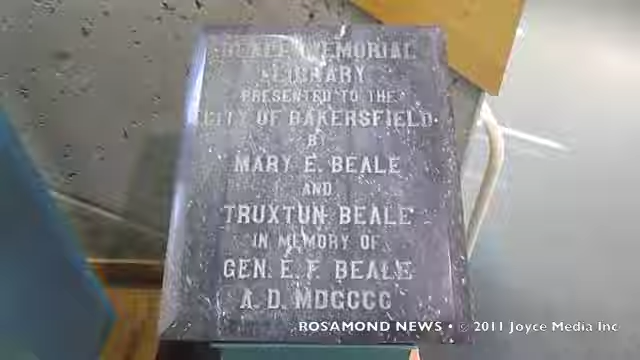 BEALE MEMORIAL
LIBRARY
PRESENTED TO THE
CITY OF BAKERSFIELD
BY
MARY E. BEALE
AND
TRUXTUN BEALE
IN MEMORY OF
GEN. E. F. BEALE
A. D. MDCCCC
ROSAMOND NEWS • © 2011 Joyce Media Inc